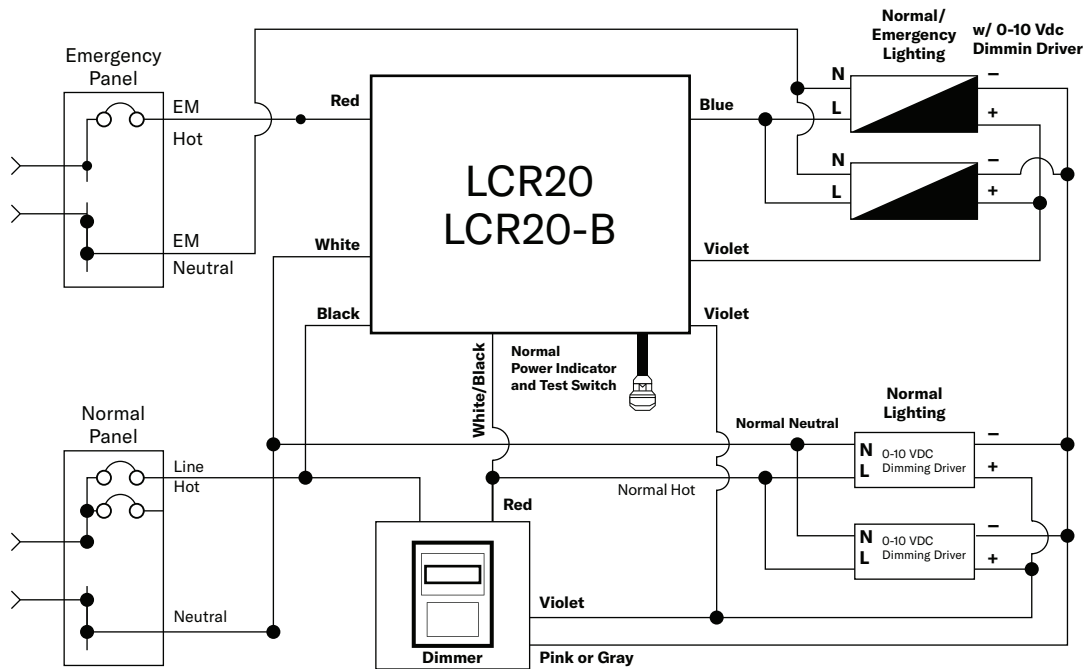 Normal/
Emergency
Lighting
w/ 0-10 Vdc
Dimmin Driver
Emergency
Panel
EM
Hot
Red
LCR20
LCR20-B
Blue
N
L
–
+
N
L
–
+
EM
Neutral
White
Violet
Black
Violet
White/Black
Normal
Power Indicator
and Test Switch
Normal
Panel
Line
Hot
Normal
Lighting
Normal Neutral
N
L
0-10 VDC
Dimming Driver
–
+
Normal Hot
Red
N
L
0-10 VDC
Dimming Driver
–
+
Neutral
Violet
Dimmer
Pink or Gray